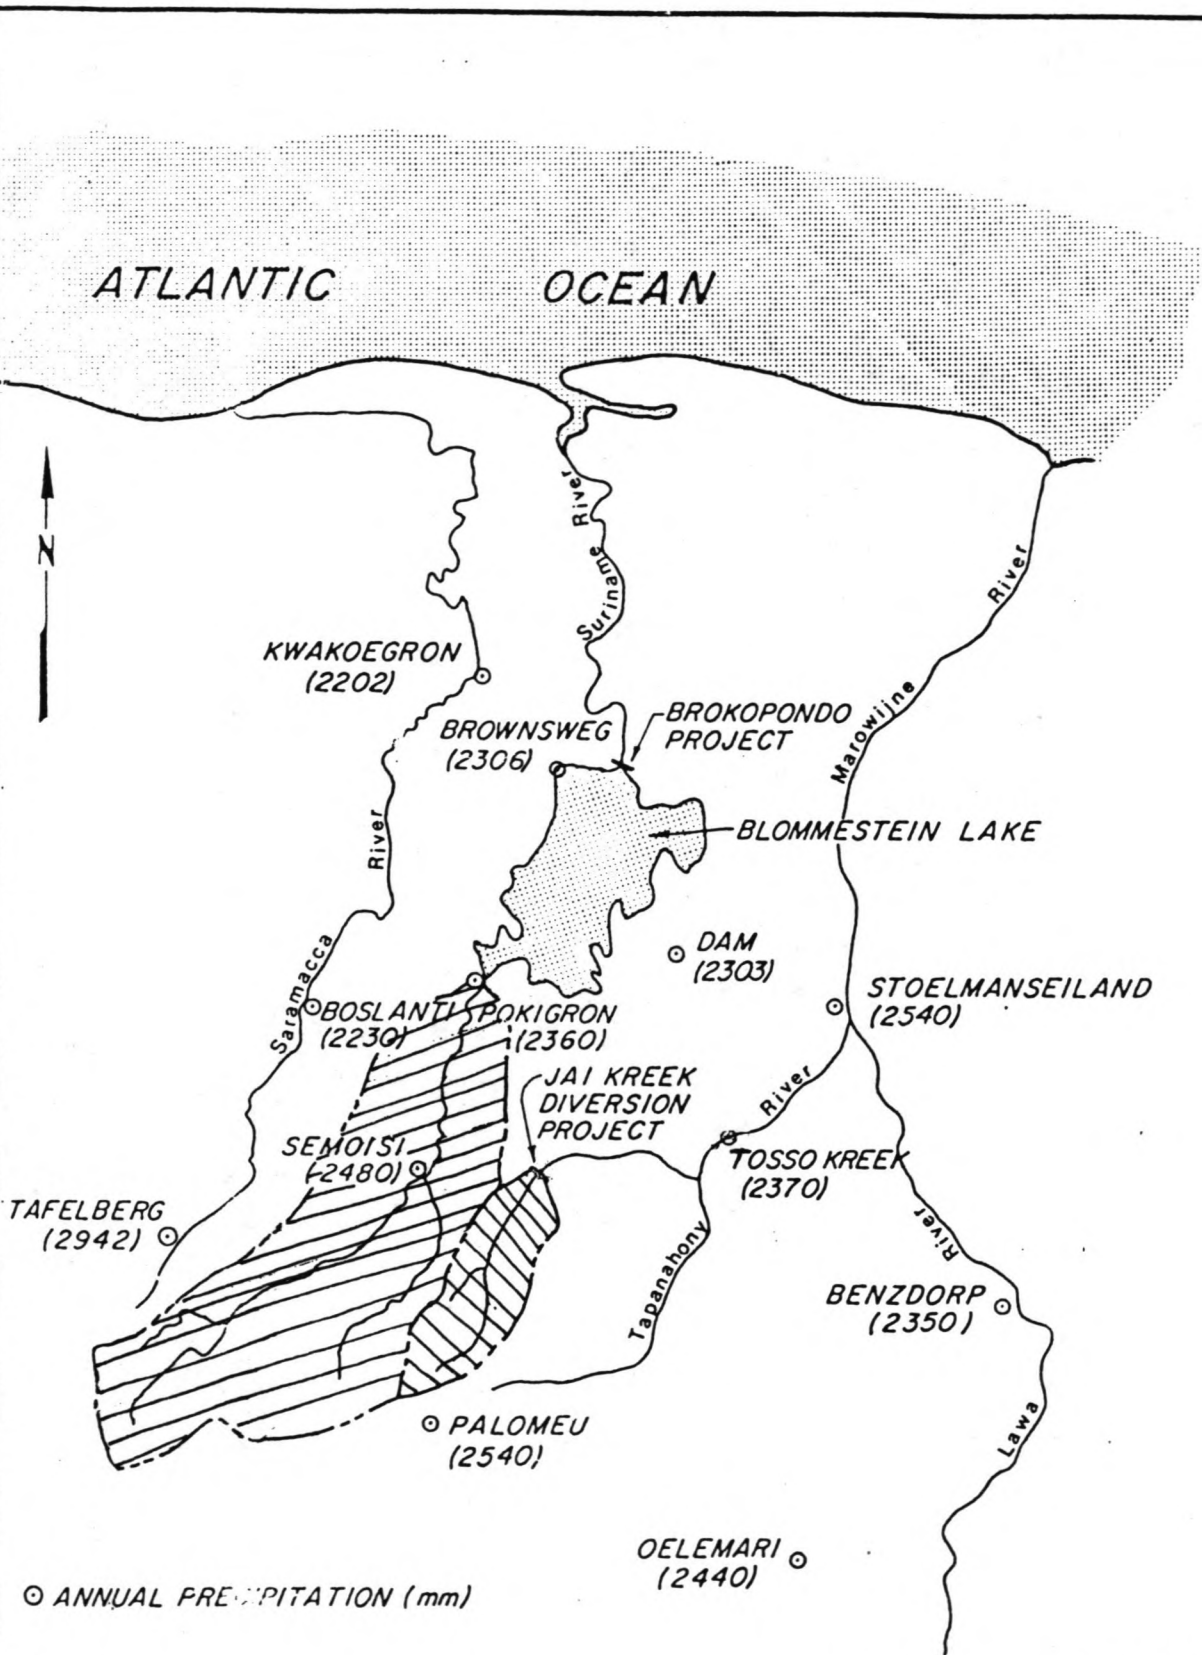 ATLANTIC OCEAN
N
Suriname River
Marowijne River
KWAKOEGRON
(2202)
BROWNSWEG
(2306)
BROKOPONDO
PROJECT
BLOMMESTEIN LAKE
Saramacca River
DAM
(2303)
STOELMANSEILAND
(2540)
BOSLANTI
(2230)
POKIGRON
(2360)
JAI KREEK
DIVERSION
PROJECT
Tapanahony River
SEMOISI
(2480)
TOSSO KREEK
(2370)
TAFELBERG
(2942)
Lawa River
BENZDORP
(2350)
PALOMEU
(2540)
OELEMARI
(2440)
ANNUAL PRECIPITATION (mm)